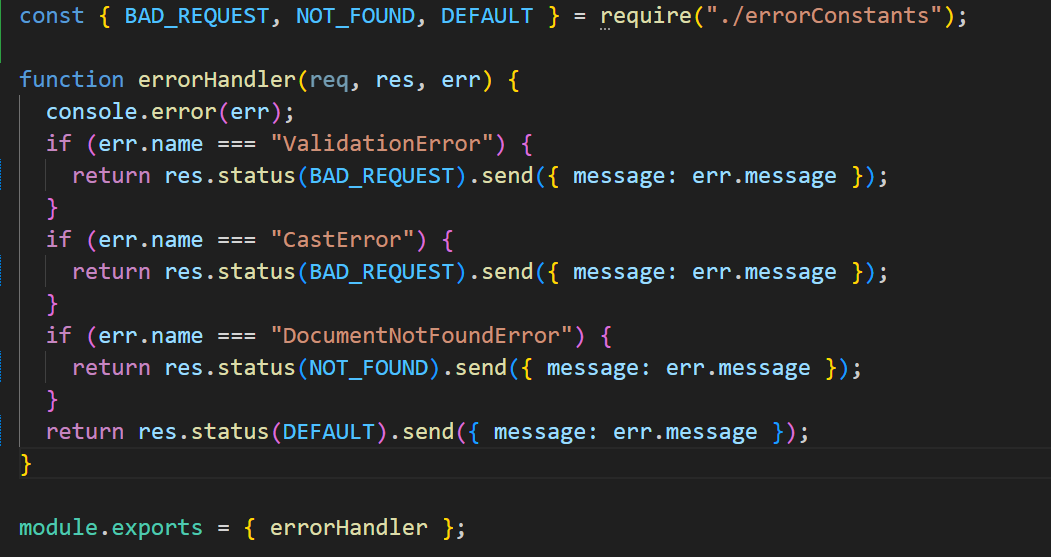 const { BAD_REQUEST, NOT_FOUND, DEFAULT } = require("./errorConstants");
function errorHandler(req, res, err) {
console.error(err);
if (err.name === "ValidationError") {
return res.status(BAD_REQUEST).send({ message: err.message });
}
if (err.name === "CastError") {
return res.status(BAD_REQUEST).send({ message: err.message });
}
if (err.name === "DocumentNotFoundError") {
return res.status(NOT_FOUND).send({ message: err.message });
}
return res.status(DEFAULT).send({ message: err.message });
}
module.exports = { errorHandler };